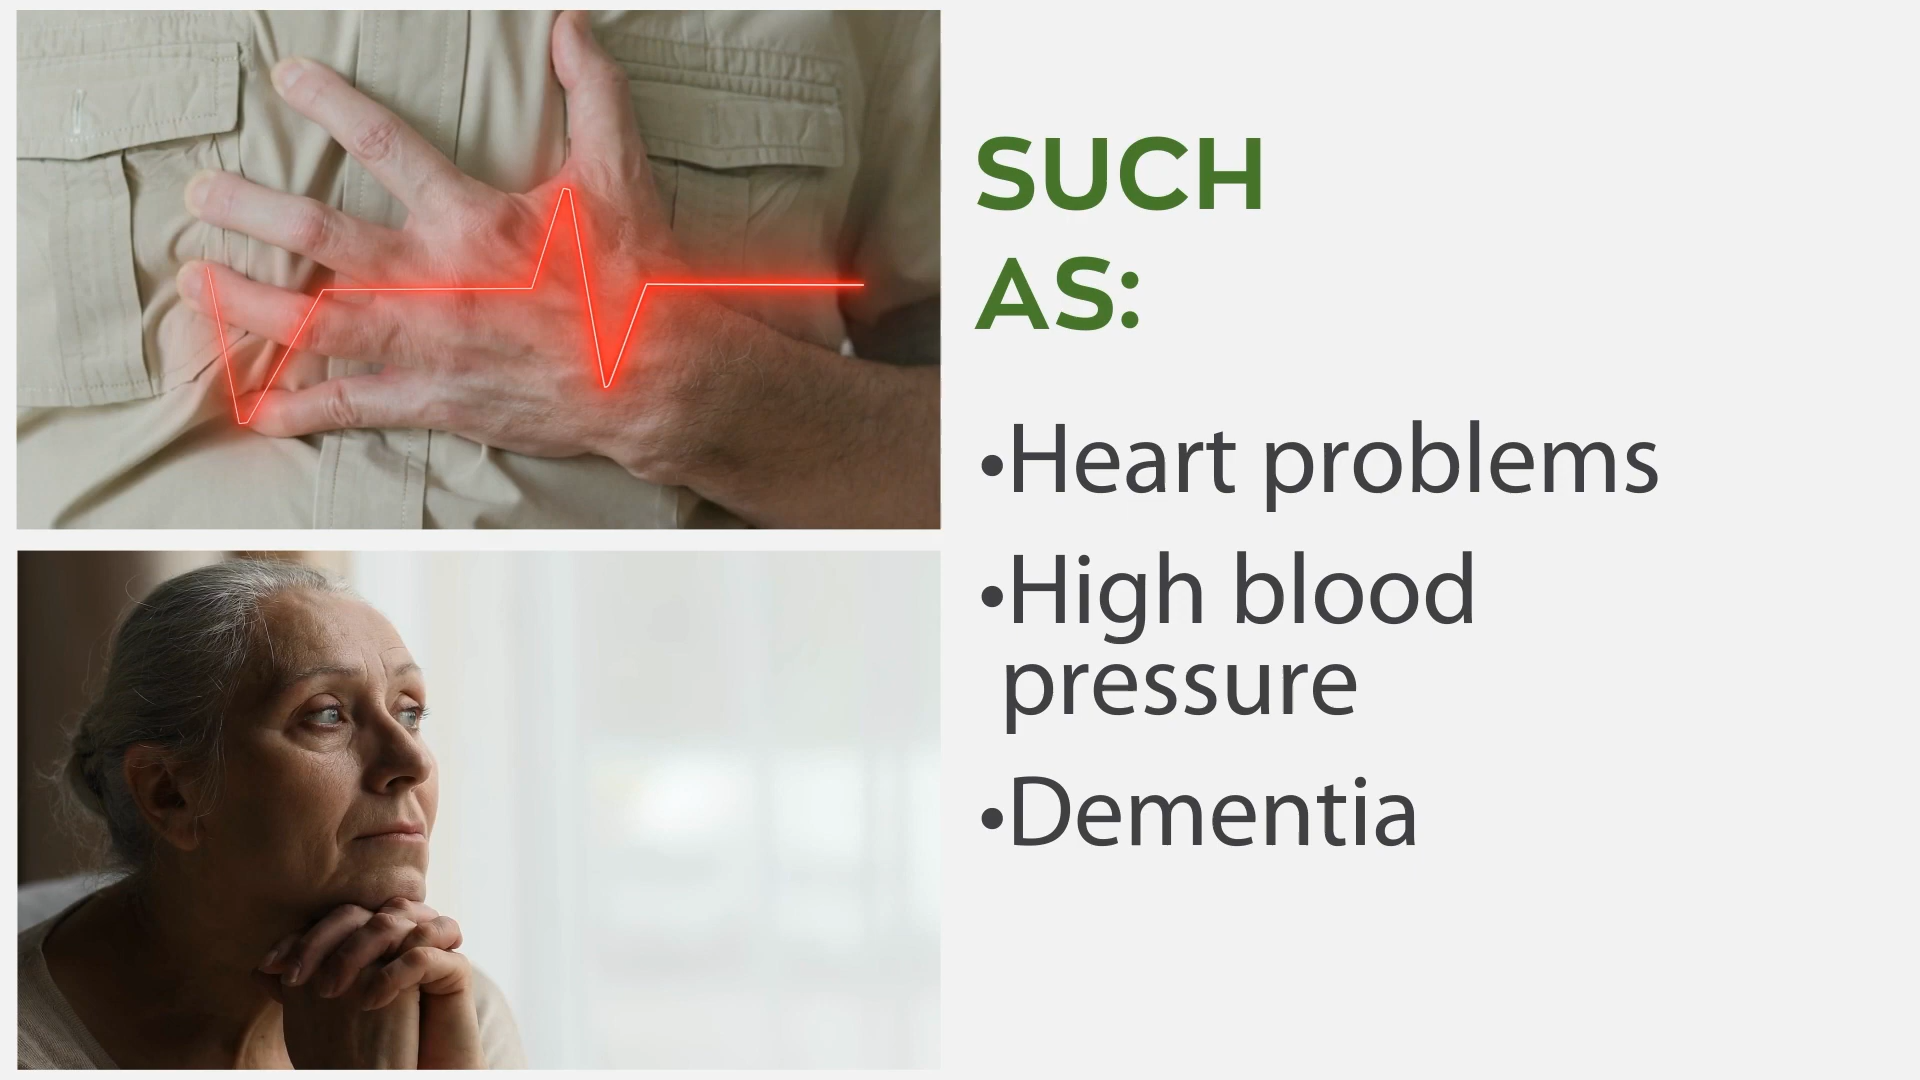 SUCH
AS:
•Heart problems
•High blood
pressure
•Dementia